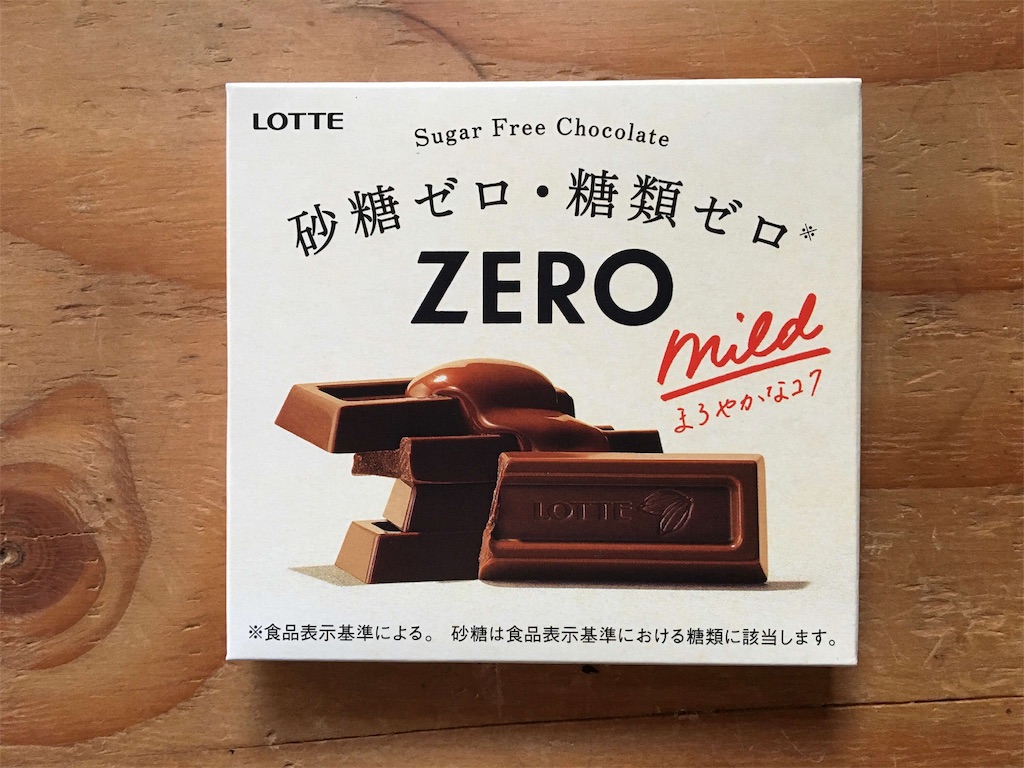 LOTTE
Sugar Free Chocolate
砂糖ゼロ・糖類ゼロ※
ZERO
mild
まろやかなコク
LOTTE
※食品表示基準による。 砂糖は食品表示基準における糖類に該当します。